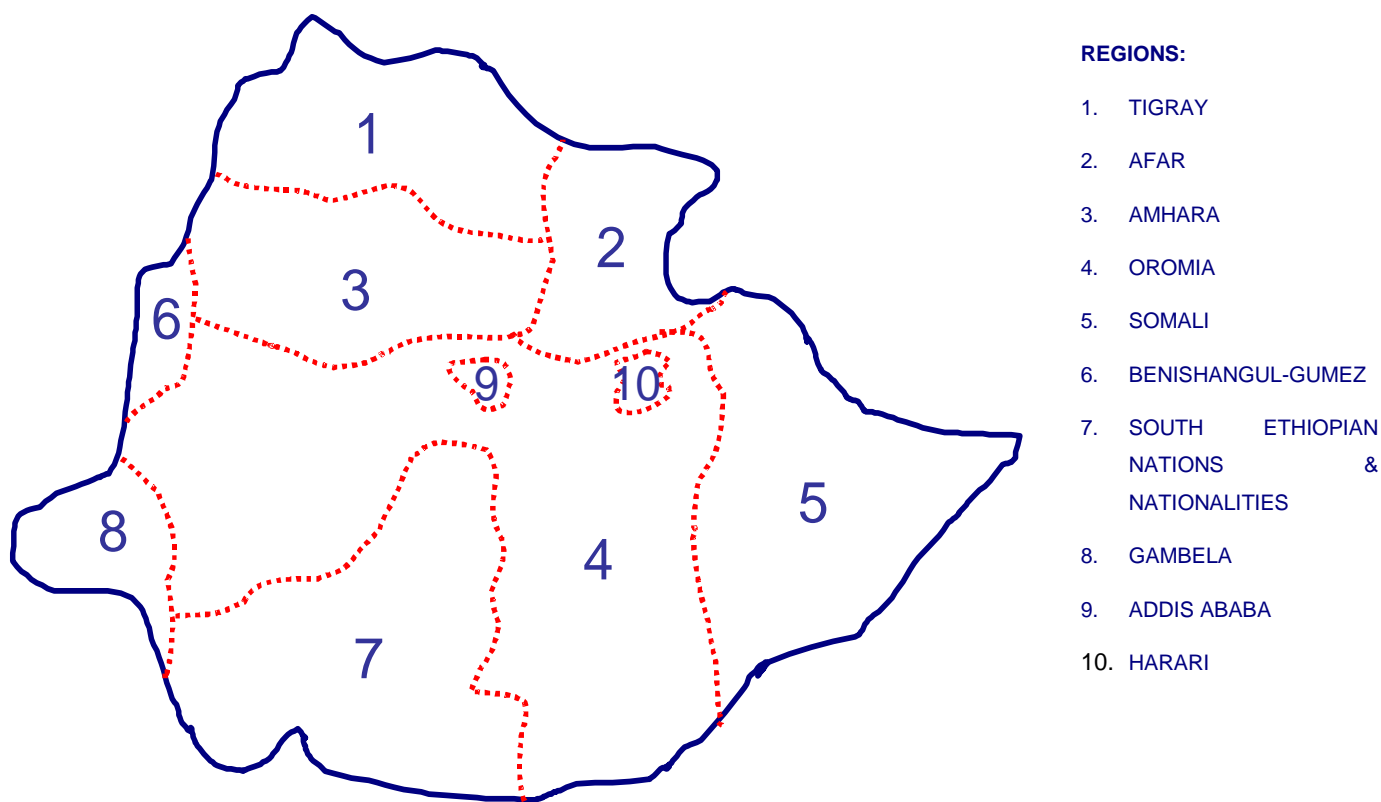 1
2
3
6
9
10
5
8
4
7
REGIONS:
1. TIGRAY
2. AFAR
3. AMHARA
4. OROMIA
5. SOMALI
6. BENISHANGUL-GUMEZ
7. SOUTH ETHIOPIAN
NATIONS &
NATIONALITIES
8. GAMBELA
9. ADDIS ABABA
10. HARARI